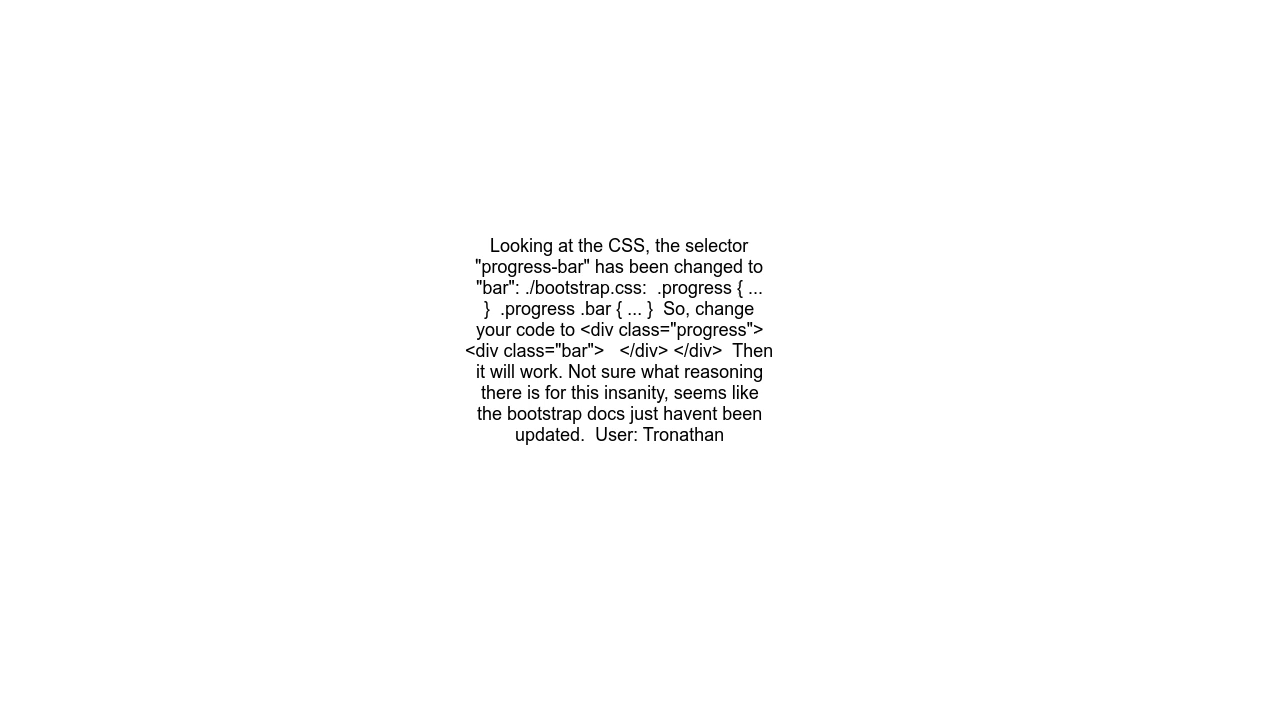 Looking at the CSS, the selector
"progress-bar" has been changed to
"bar": ./bootstrap.css:  .progress { ...
}  .progress .bar { ... }  So, change
your code to <div class="progress">
<div class="bar">   </div> </div>  Then
it will work. Not sure what reasoning
there is for this insanity, seems like
the bootstrap docs just havent been
updated.  User: Tronathan